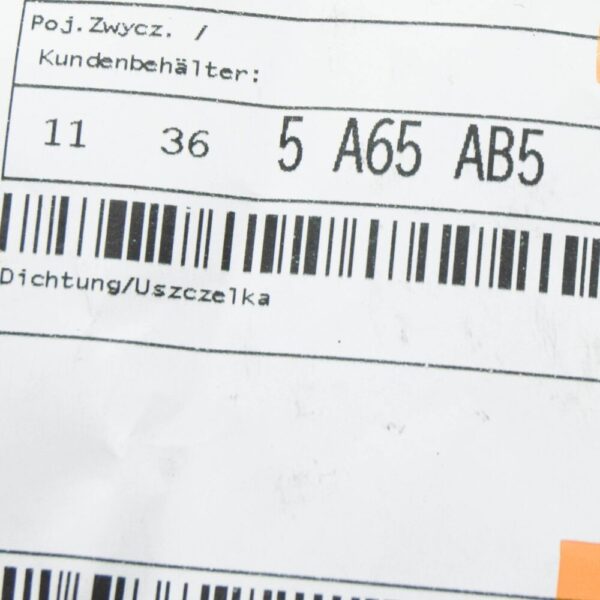 Poj.Zwycz. /
Kundenbehälter:
11 36 5 A65 AB5
Dichtung/Uszczelka